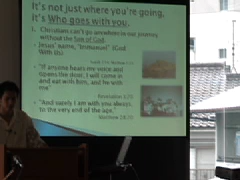 It's not just where you're going,
it's Who goes with you.
1. Christians can't go anywhere in our journey
without the Son of God.
Jesus' name, "Immanuel" (God
With Us)
- "If anyone hears my voice and
opens the door, I will come in
and eat with him, and he with
me"
Revelation 3:20
- "And surely I am with you always
to the very end of the age."
Matthew 28:20